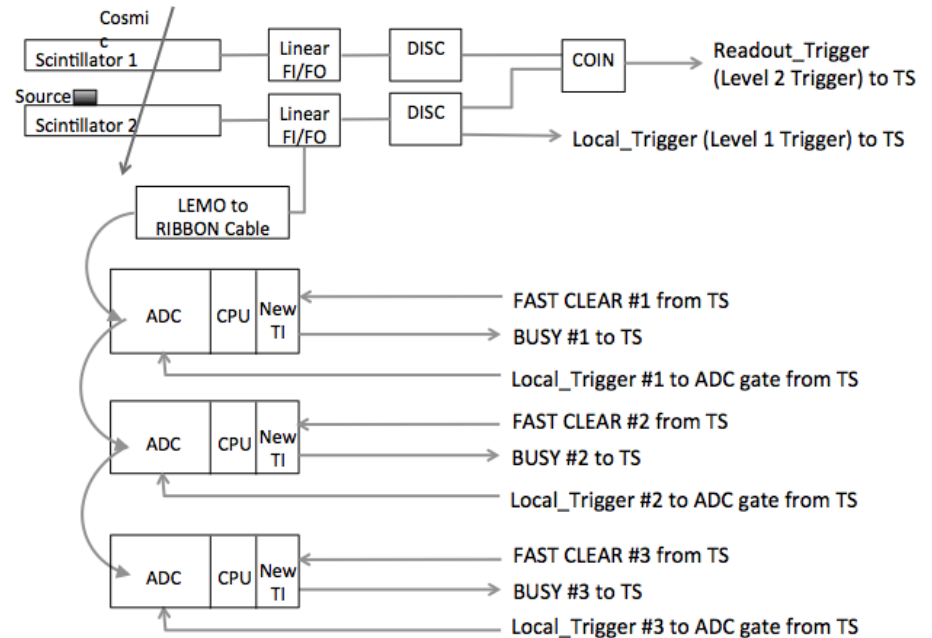 Cosmi
c
Scintillator 1
Linear
FI/FO
DISC
COIN
Readout_Trigger
(Level 2 Trigger) to TS
Source
Scintillator 2
Linear
FI/FO
DISC
Local_Trigger (Level 1 Trigger) to TS
LEMO to
RIBBON Cable
ADC
CPU
New
TI
FAST CLEAR #1 from TS
BUSY #1 to TS
Local_Trigger #1 to ADC gate from TS
ADC
CPU
New
TI
FAST CLEAR #2 from TS
BUSY #2 to TS
Local_Trigger #2 to ADC gate from TS
ADC
CPU
New
TI
FAST CLEAR #3 from TS
BUSY #3 to TS
Local_Trigger #3 to ADC gate from TS